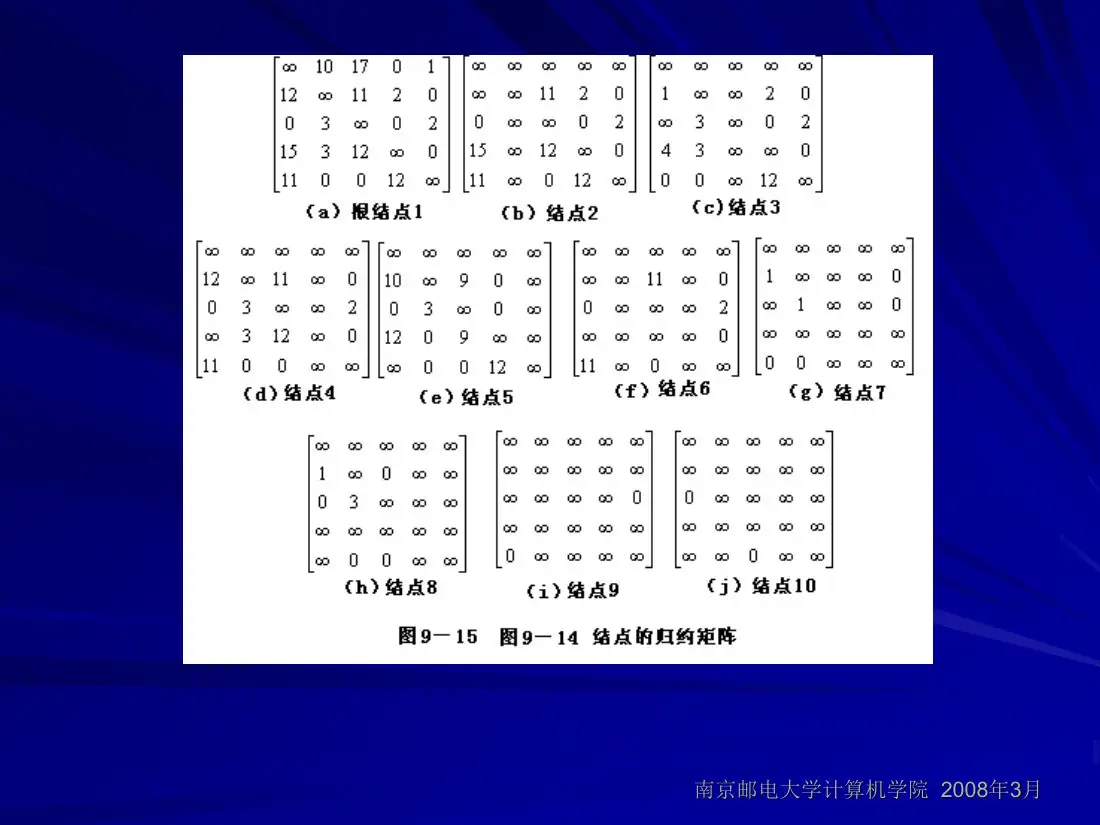 ∞ 10 17 0 1
12 ∞ 11 2 0
0 3 ∞ 0 2
15 3 12 ∞ 0
11 0 0 12 ∞
(a)根结点1
∞ ∞ ∞ ∞ ∞
∞ ∞ 11 2 0
0 ∞ ∞ 0 2
15 ∞ 12 ∞ 0
11 ∞ 0 12 ∞
(b)结点2
∞ ∞ ∞ ∞ ∞
1 ∞ ∞ 2 0
∞ 3 ∞ 0 2
4 3 ∞ ∞ 0
0 0 ∞ 12 ∞
(c)结点3
∞ ∞ ∞ ∞ ∞
12 ∞ 11 ∞ 0
0 3 ∞ ∞ 2
∞ 3 12 ∞ 0
11 0 0 ∞ ∞
(d)结点4
∞ ∞ ∞ ∞ ∞
10 ∞ 9 0 ∞
0 3 ∞ 0 ∞
12 0 9 ∞ ∞
∞ 0 0 12 ∞
(e)结点5
∞ ∞ ∞ ∞ ∞
∞ ∞ 11 ∞ 0
0 ∞ ∞ ∞ 2
∞ ∞ ∞ ∞ 0
11 ∞ 0 ∞ ∞
(f)结点6
∞ ∞ ∞ ∞ ∞
1 ∞ ∞ ∞ 0
∞ 1 ∞ ∞ 0
∞ ∞ ∞ ∞ ∞
0 0 ∞ ∞ ∞
(g)结点7
∞ ∞ ∞ ∞ ∞
1 ∞ 0 ∞ ∞
0 3 ∞ ∞ ∞
∞ ∞ ∞ ∞ ∞
∞ 0 0 ∞ ∞
(h)结点8
∞ ∞ ∞ ∞ ∞
∞ ∞ ∞ ∞ ∞
∞ ∞ ∞ ∞ 0
∞ ∞ ∞ ∞ ∞
0 ∞ ∞ ∞ ∞
(i)结点9
∞ ∞ ∞ ∞ ∞
∞ ∞ ∞ ∞ ∞
0 ∞ ∞ ∞ ∞
∞ ∞ ∞ ∞ ∞
∞ ∞ 0 ∞ ∞
(j)结点10
图9－15 图9－14 结点的归约矩阵
南京邮电大学计算机学院 2008年3月